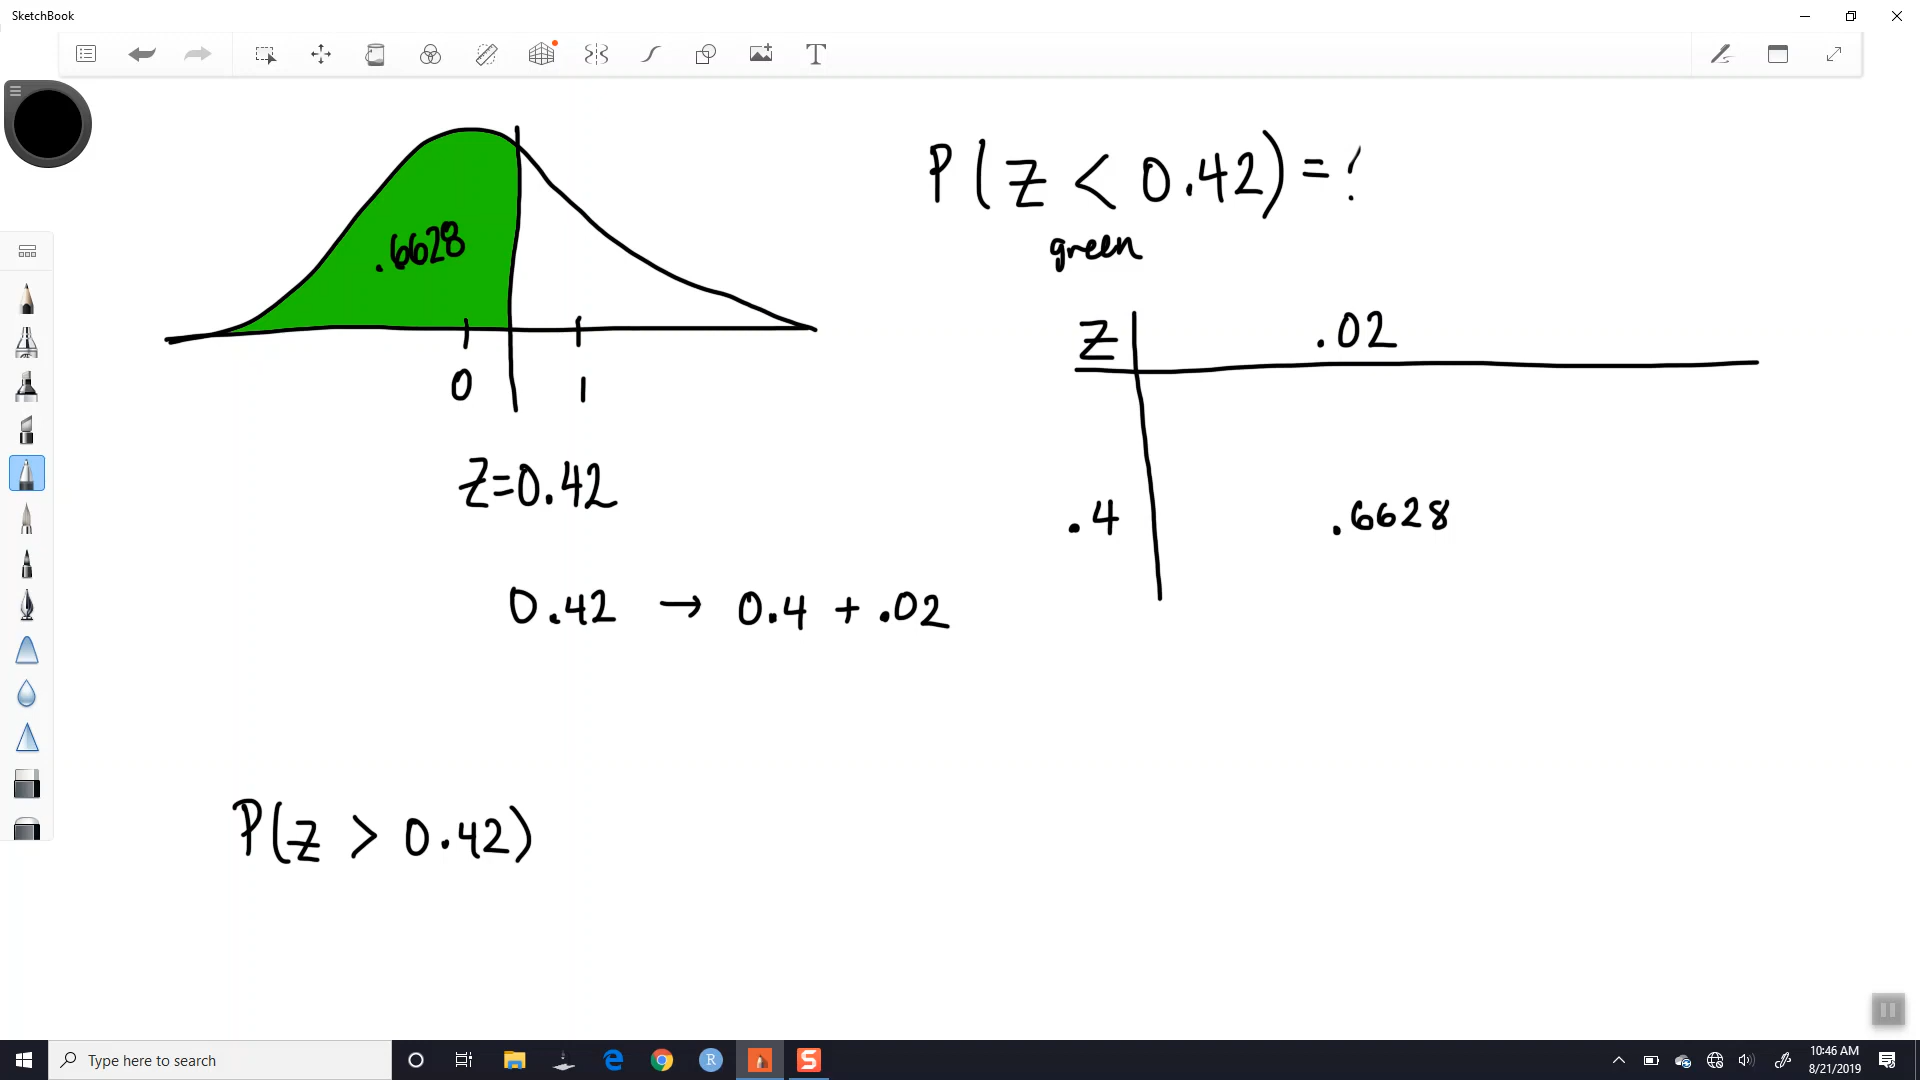 SketchBook
P(Z < 0.42) = ?
green
.6628
Z .02
0 1
Z=0.42
.4 .6628
0.42 → 0.4 + .02
P(Z > 0.42)
Type here to search
10:46 AM
8/21/2019